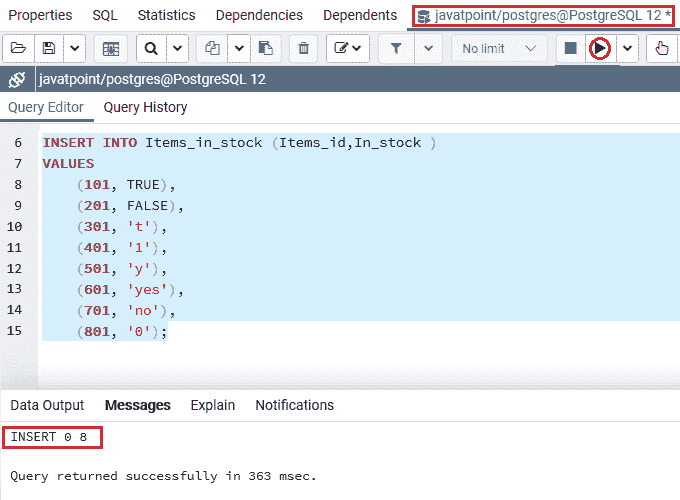 Properties SQL Statistics Dependencies Dependents javatpoint/postgres@PostgreSQL 12 *
No limit
javatpoint/postgres@PostgreSQL 12
Query Editor Query History
6 INSERT INTO Items_in_stock (Items_id,In_stock )
7 VALUES
8 (101, TRUE),
9 (201, FALSE),
10 (301, 't'),
11 (401, '1'),
12 (501, 'y'),
13 (601, 'yes'),
14 (701, 'no'),
15 (801, '0');
Data Output Messages Explain Notifications
INSERT 0 8
Query returned successfully in 363 msec.